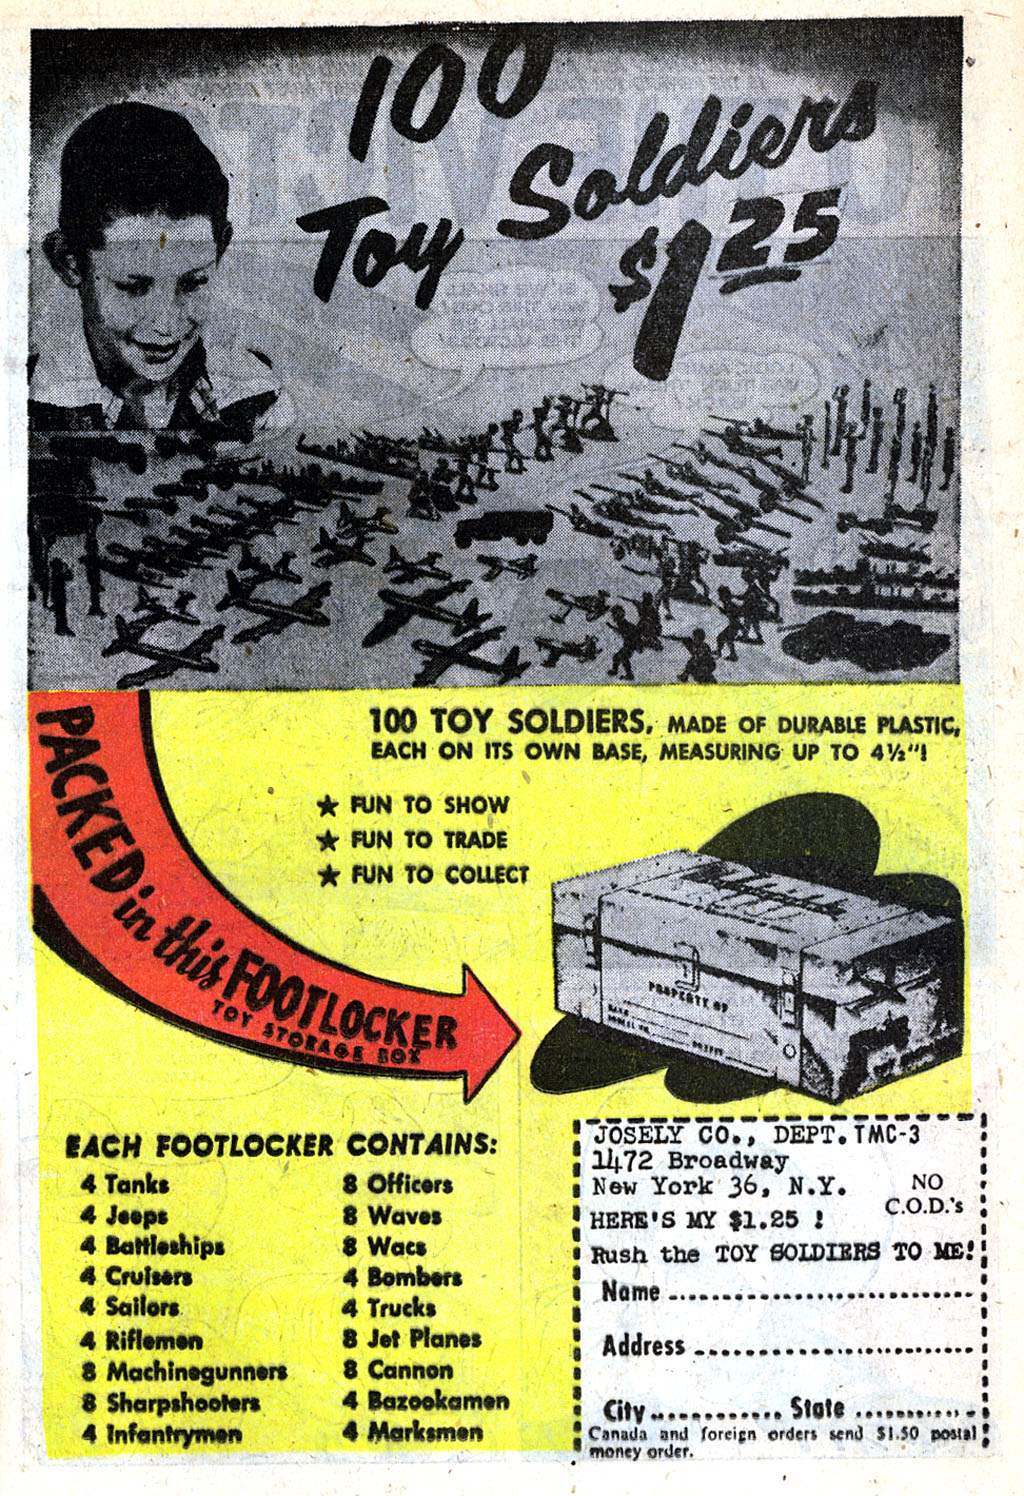 100
Toy Soldiers
$1.25
100 TOY SOLDIERS, MADE OF DURABLE PLASTIC,
EACH ON ITS OWN BASE, MEASURING UP TO 4½"!
★ FUN TO SHOW
★ FUN TO TRADE
★ FUN TO COLLECT
PACKED in this FOOTLOCKER
TOY STORAGE BOX
PROPERTY OF
EACH FOOTLOCKER CONTAINS:
4 Tanks
4 Jeeps
4 Battleships
4 Cruisers
4 Sailors
4 Riflemen
8 Machinegunners
8 Sharpshooters
4 Infantrymen
8 Officers
8 Waves
8 Wacs
4 Bombers
4 Trucks
8 Jet Planes
8 Cannon
4 Bazookamen
4 Marksmen
JOSELY CO., DEPT. TMC-3
1472 Broadway
New York 36, N.Y.
NO
C.O.D.'s
HERE'S MY $1.25 !
Rush the TOY SOLDIERS TO ME!
Name
Address
City State
Canada and foreign orders send $1.50 postal
money order.